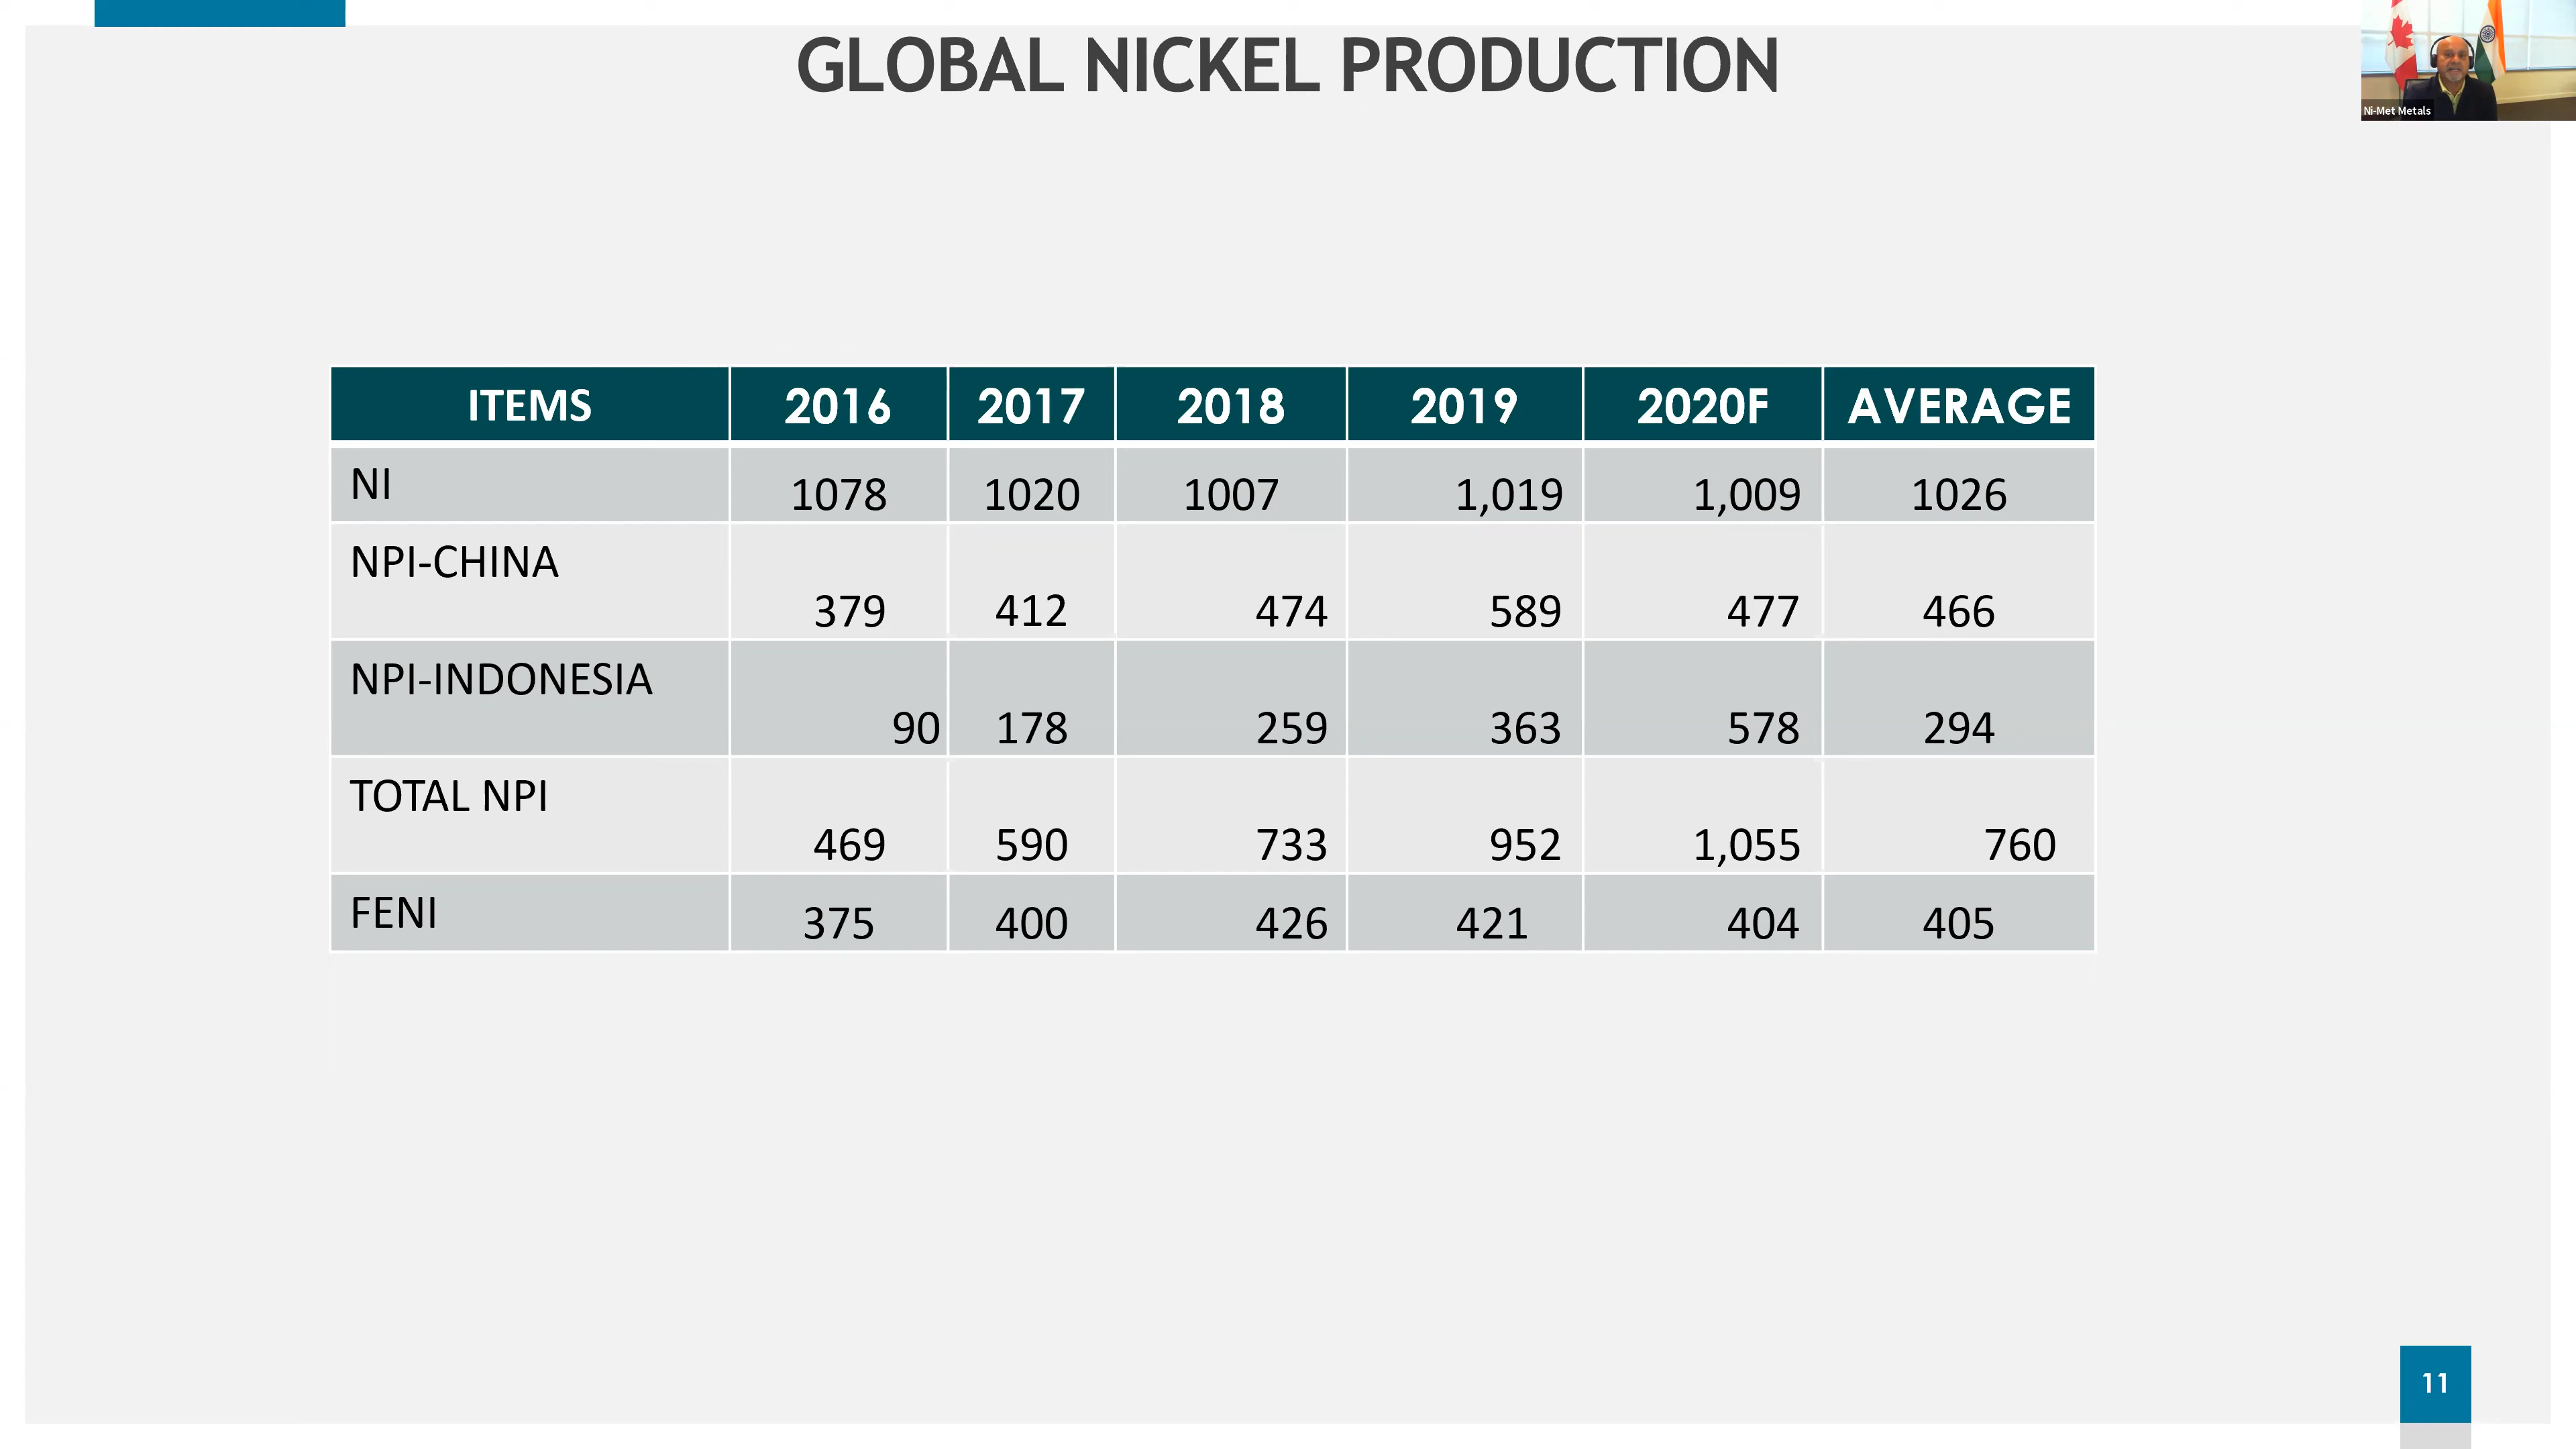 GLOBAL NICKEL PRODUCTION
Ni-Met Metals
ITEMS 2016 2017 2018 2019 2020F AVERAGE
NI 1078 1020 1007 1,019 1,009 1026
NPI-CHINA 379 412 474 589 477 466
NPI-INDONESIA 90 178 259 363 578 294
TOTAL NPI 469 590 733 952 1,055 760
FENI 375 400 426 421 404 405
11